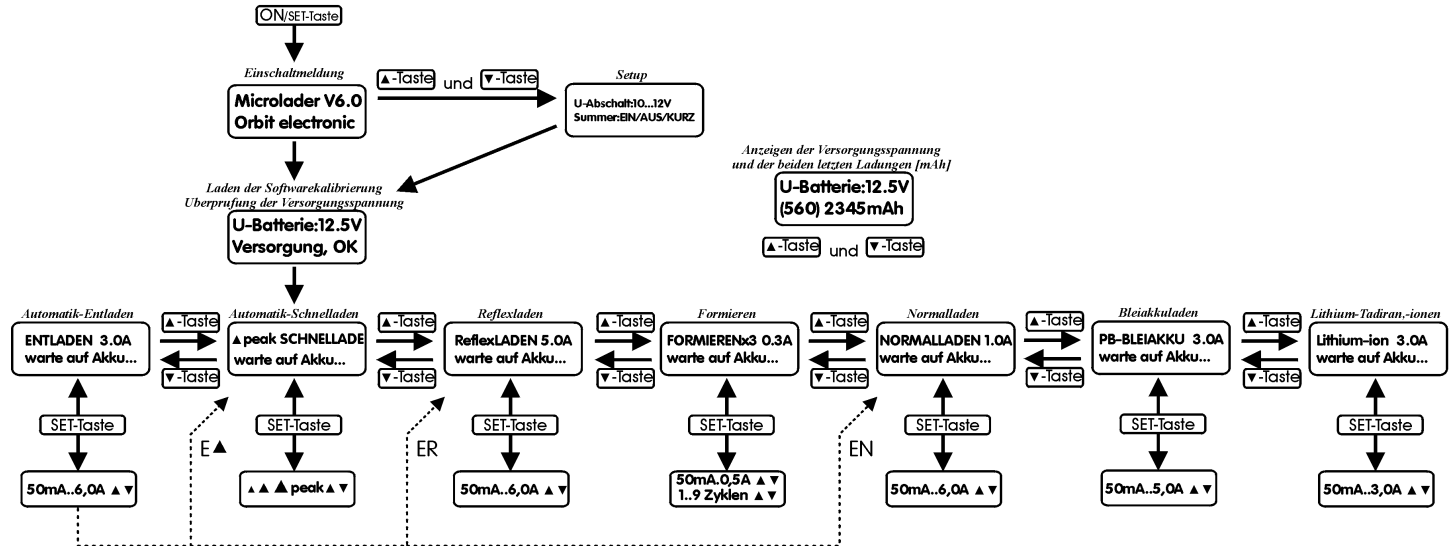 ON/SET-Taste
Einschaltmeldung
Microlader V6.0
Orbit electronic
▲-Taste und ▼-Taste
Setup
U-Abschalt:10...12V
Summer:EIN/AUS/KURZ
Laden der Softwarekalibrierung
Uberprufung der Versorgungsspannung
U-Batterie:12.5V
Versorgung, OK
Anzeigen der Versorgungsspannung
und der beiden letzten Ladungen [mAh]
U-Batterie:12.5V
(560) 2345mAh
▲-Taste und ▼-Taste
Automatik-Entladen
ENTLADEN 3.0A
warte auf Akku...
▲-Taste
▼-Taste
Automatik-Schnelladen
▲peak SCHNELLADE
warte auf Akku...
▲-Taste
▼-Taste
Reflexladen
ReflexLADEN 5.0A
warte auf Akku...
▲-Taste
▼-Taste
Formieren
FORMIERENx3 0.3A
warte auf Akku...
▲-Taste
▼-Taste
Normalladen
NORMALLADEN 1.0A
warte auf Akku...
▲-Taste
▼-Taste
Bleiakkuladen
PB-BLEIAKKU 3.0A
warte auf Akku...
▲-Taste
▼-Taste
Lithium-Tadiran,-ionen
Lithium-ion 3.0A
warte auf Akku...
SET-Taste
SET-Taste
SET-Taste
SET-Taste
SET-Taste
SET-Taste
SET-Taste
E▲
ER
EN
50mA..6,0A ▲▼
▲▲▲peak▲▼
50mA..6,0A ▲▼
50mA.0,5A ▲▼
1..9 Zyklen ▲▼
50mA..6,0A ▲▼
50mA..5,0A ▲▼
50mA..3,0A ▲▼